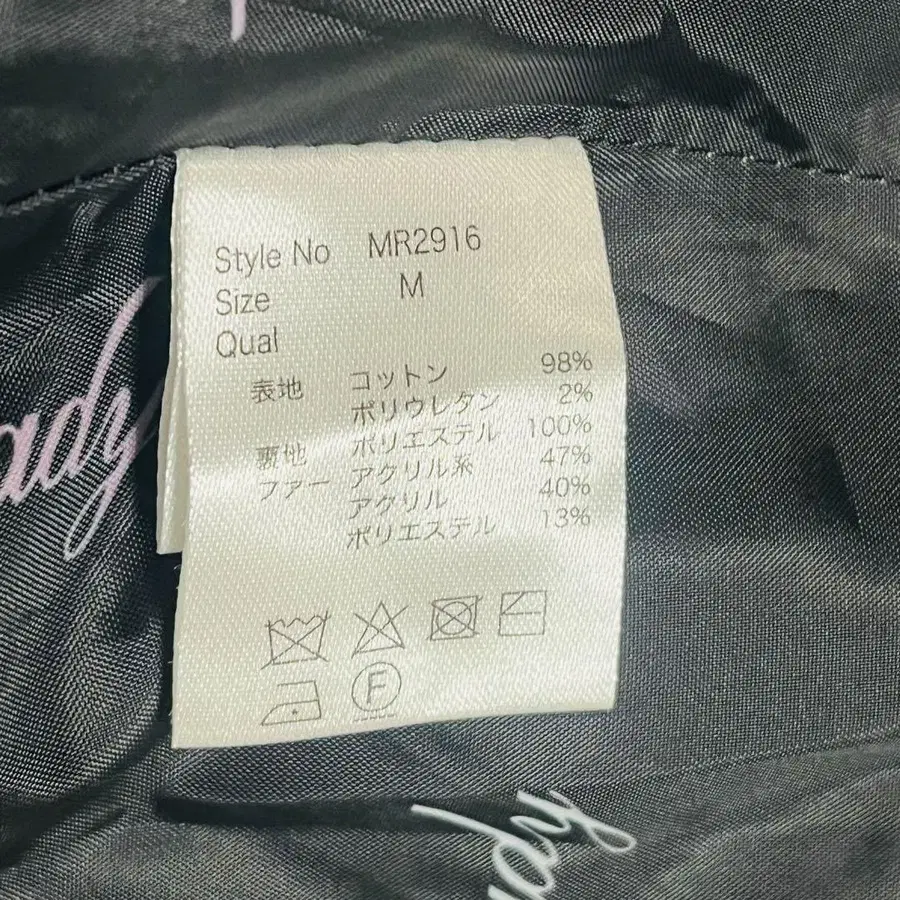 Style No MR2916
Size M
Qual
表地 コットン 98%
ポリウレタン 2%
裏地 ポリエステル 100%
ファー アクリル系 47%
アクリル 40%
ポリエステル 13%
F
ady
ady